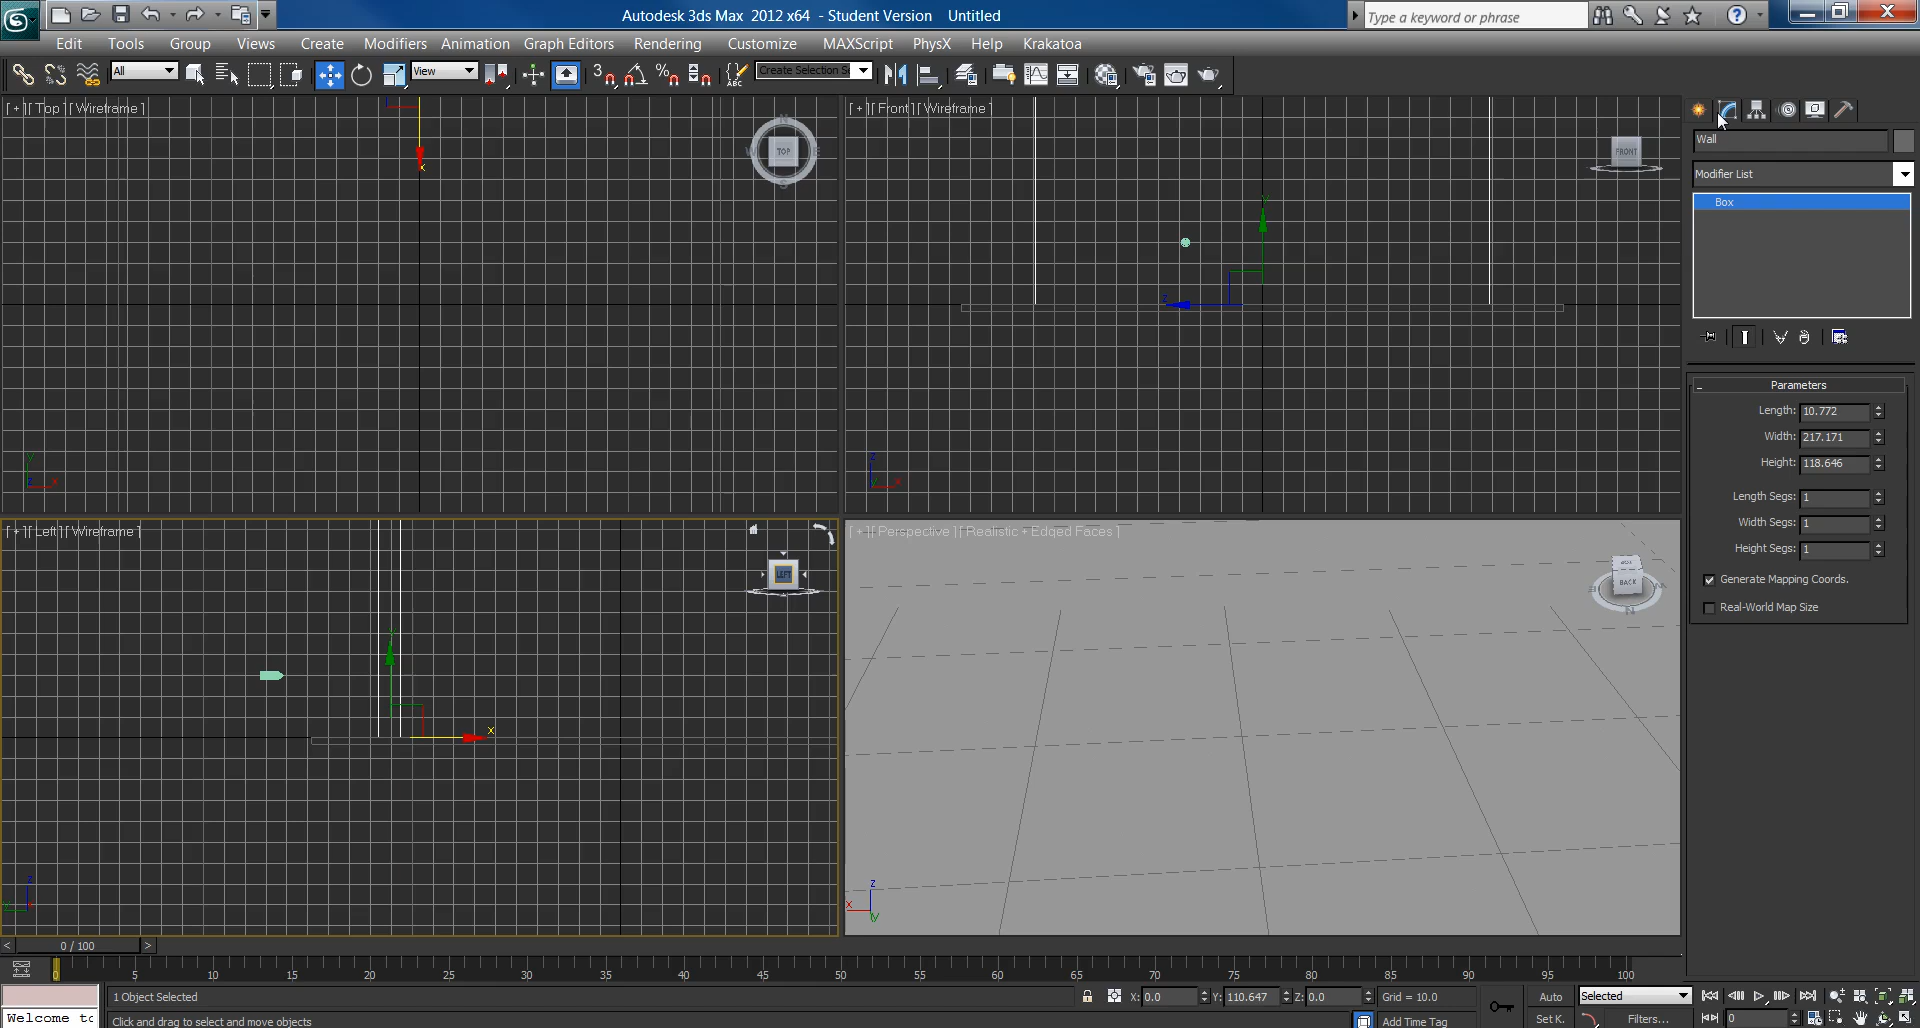 Autodesk 3ds Max 2012 x64 - Student Version Untitled
Type a keyword or phrase
Edit Tools Group Views Create Modifiers Animation Graph Editors Rendering Customize MAXScript PhysX Help Krakatoa
All
View
3
ABC
Create Selection Se
[ + ][ Top ][ Wireframe ]
TOP
[ + ][ Front ][ Wireframe ]
FRONT
Wall
Modifier List
Box
Parameters
Length: 10.772
Width: 217.171
Height: 118.646
Length Segs: 1
Width Segs: 1
Height Segs: 1
Generate Mapping Coords.
Real-World Map Size
[ + ][ Left ][ Wireframe ]
LEFT
[ + ][ Perspective ][ Realistic + Edged Faces ]
BACK
0 / 100
0 5 10 15 20 25 30 35 40 45 50 55 60 65 70 75 80 85 90 95 100
1 Object Selected
X: 0.0 Y: 110.647 Z: 0.0 Grid = 10.0
Auto Selected
Welcome to
Click and drag to select and move objects
Add Time Tag
Set K. Filters... 0